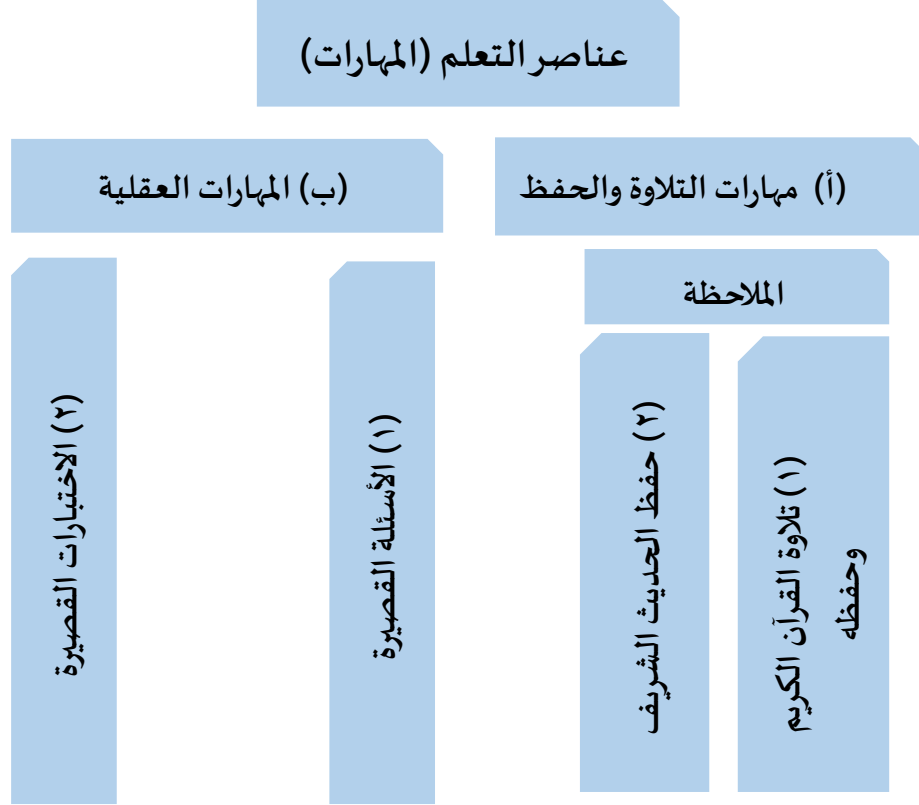 عناصر التعلم (المهارات)
(أ) مهارات التلاوة والحفظ
(ب) المهارات العقلية
الملاحظة
(١) تلاوة القرآن الكريم
وحفظه
(٢) حفظ الحديث الشريف
(١) الأسئلة القصيرة
(٢) الاختبارات القصيرة